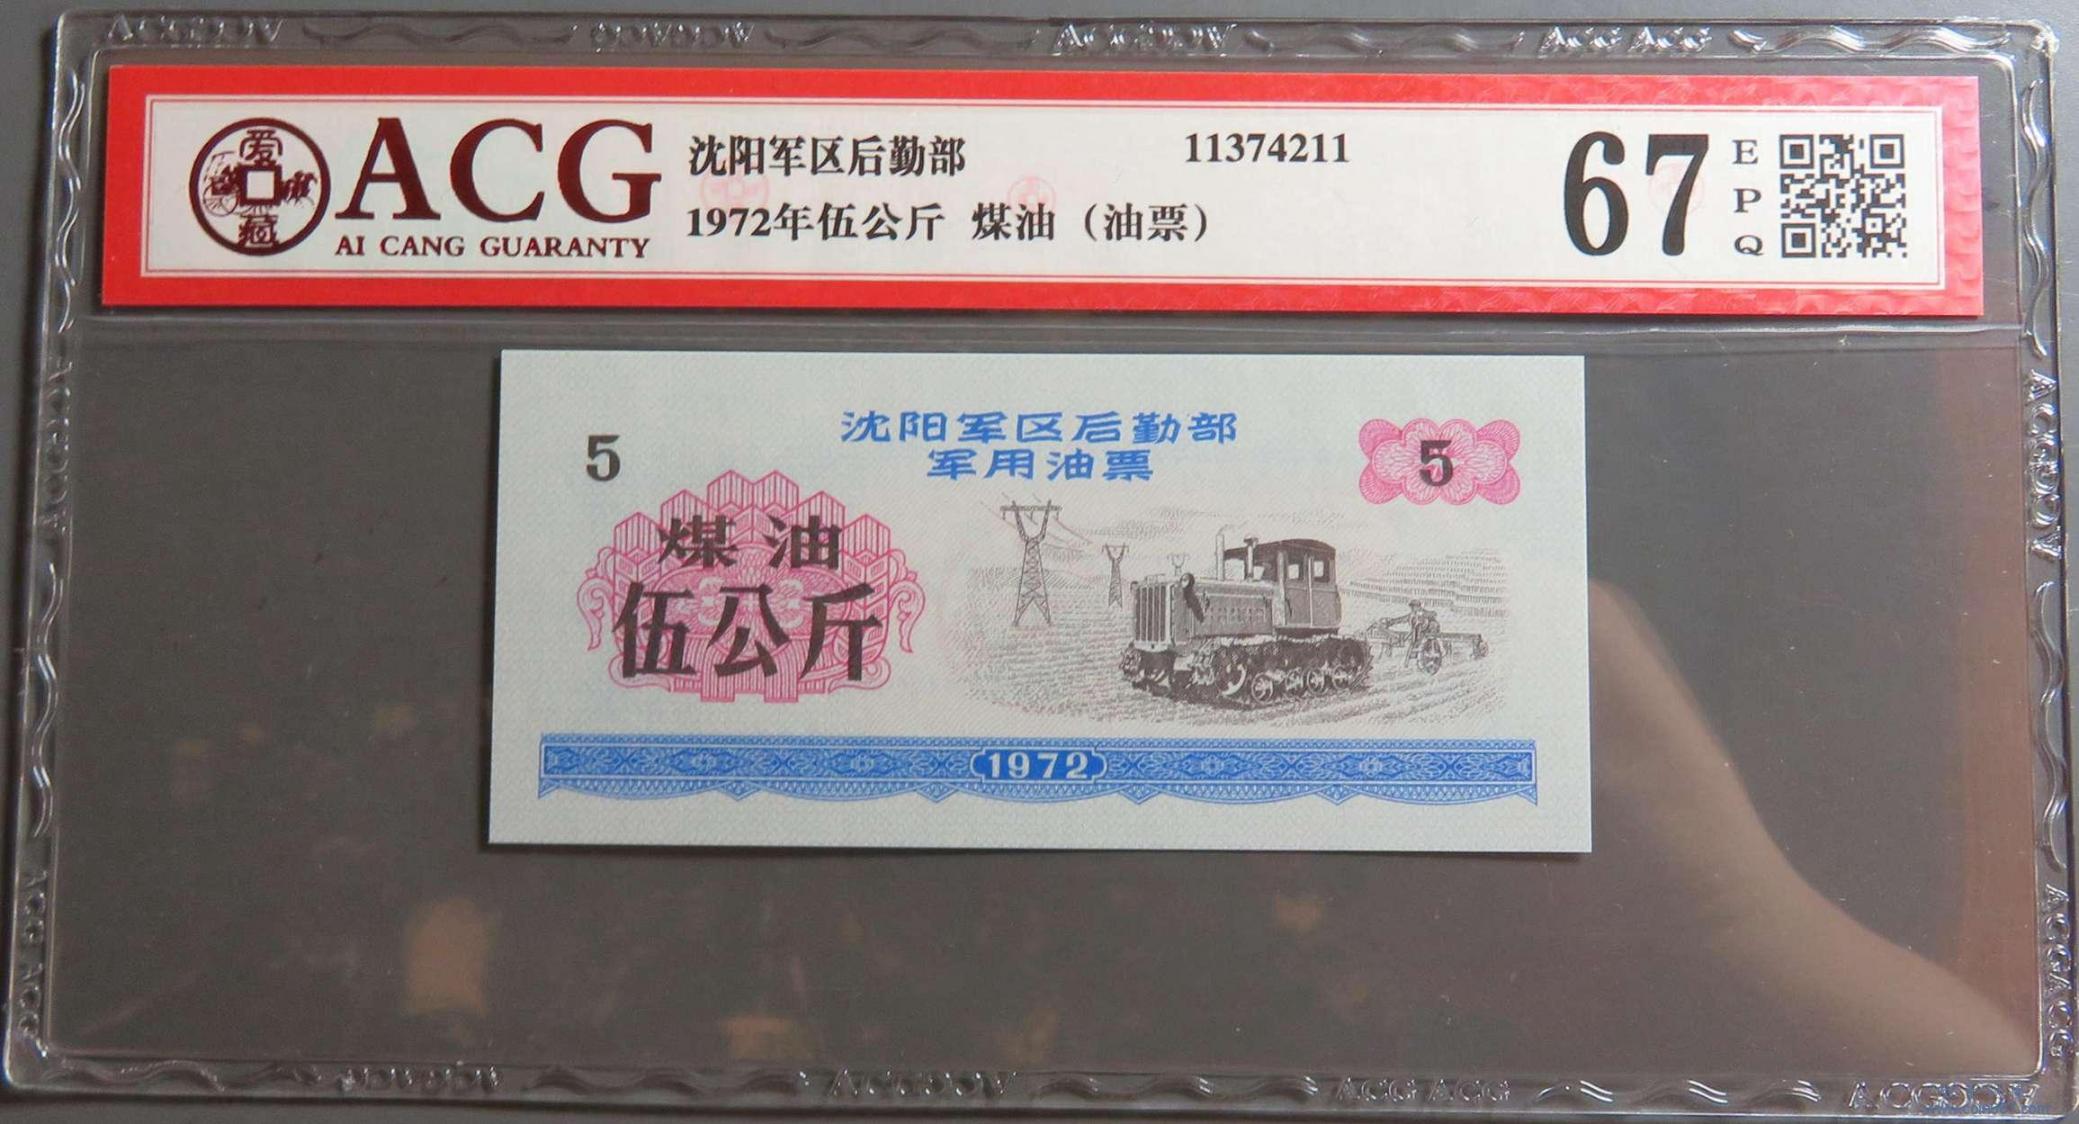 爱藏
ACG
AI CANG GUARANTY
沈阳军区后勤部
11374211
1972年伍公斤 煤油（油票）
67
E
P
Q
沈阳军区后勤部
军用油票
5
5
煤油
伍公斤
1972